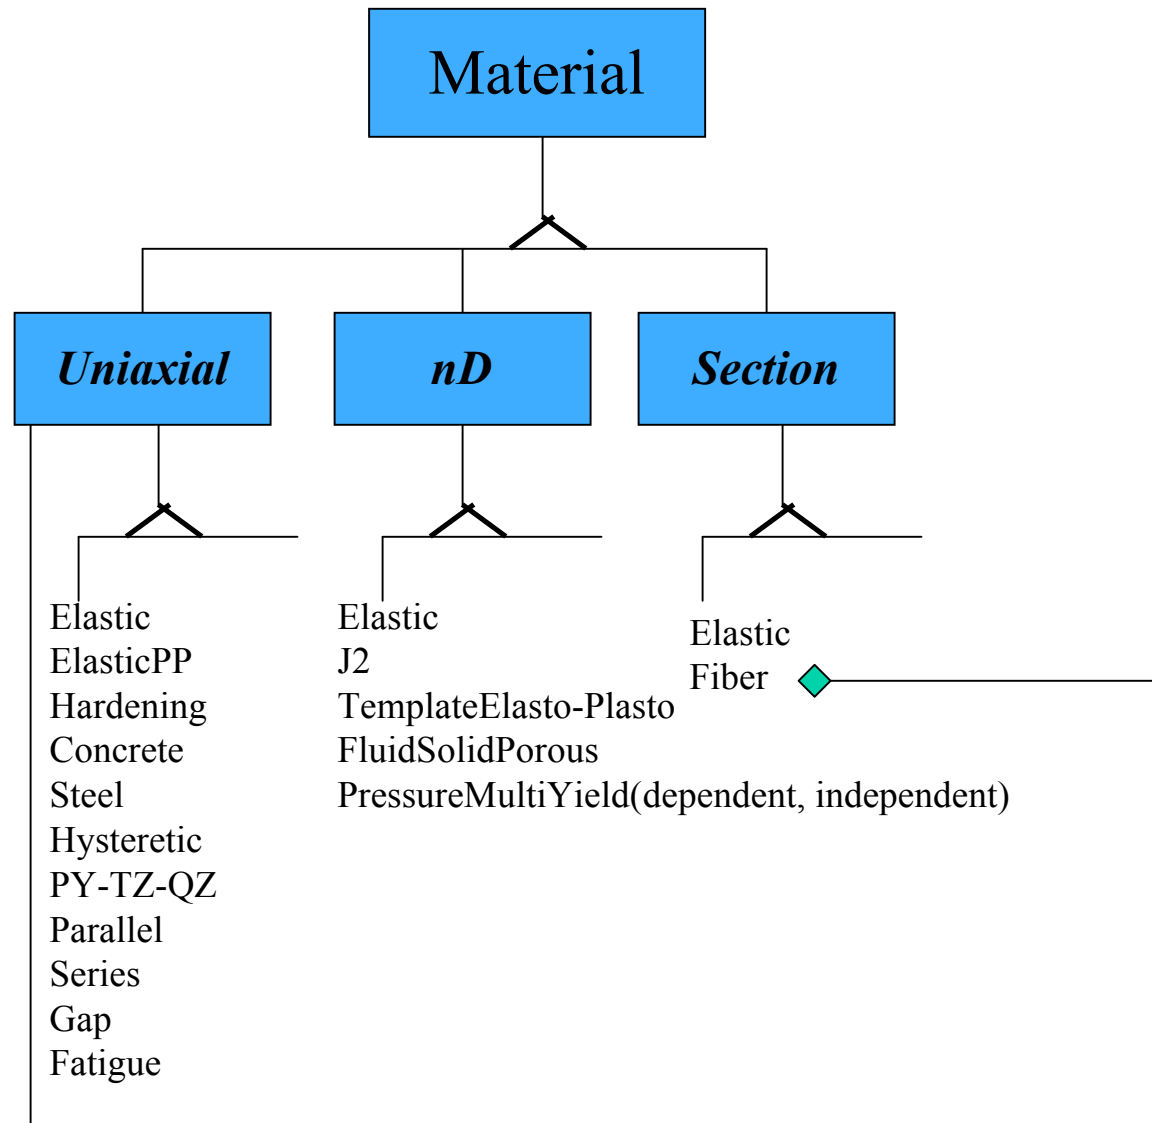 Material
Uniaxial
nD
Section
Elastic
ElasticPP
Hardening
Concrete
Steel
Hysteretic
PY-TZ-QZ
Parallel
Series
Gap
Fatigue
Elastic
J2
TemplateElasto-Plasto
FluidSolidPorous
PressureMultiYield(dependent, independent)
Elastic
Fiber